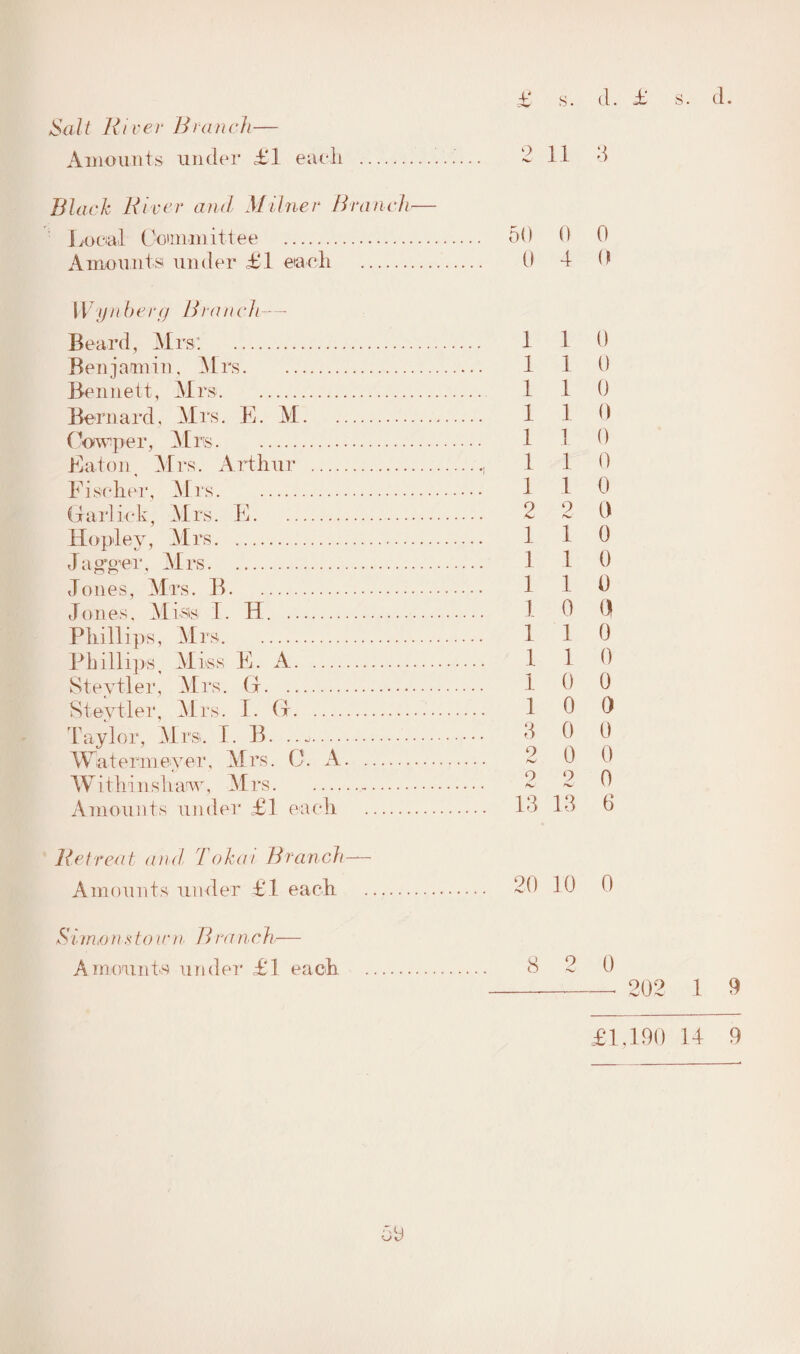 £ s. d. £ s. d.
Salt River Branch—
Amounts under £1 each ................ 2 11 3
Black River and Milner Branch—
Local Committee ........................ 50 0 0
Amounts under £1 each ................ 0 4 0
Wynberg Branch—
Beard, Mrs. ........................ 1 1 0
Benjamin, Mrs. ........................ 1 1 0
Bennett, Mrs. ........................ 1 1 0
Bernard, Mrs. E. M. ................ 1 1 0
Cowper, Mrs. ........................ 1 1 0
Eaton, Mrs. Arthur ................ 1 1 0
Fischer, Mrs. ........................ 1 1 0
Garlick, Mrs. E. ........................ 2 2 0
Hopley, Mrs. ........................ 1 1 0
Jagger, Mrs. ........................ 1 1 0
Jones, Mrs. B. ........................ 1 1 0
Jones, Miss I. H. ........................ 1 0 0
Phillips, Mrs. ........................ 1 1 0
Phillips, Miss E. A. ................ 1 1 0
Steytler, Mrs. G. ........................ 1 0 0
Steytler, Mrs. I. G. ................ 1 0 0
Taylor, Mrs. I. B. ........................ 3 0 0
Watermeyer, Mrs. C. A. ................ 2 0 0
Withinshaw, Mrs. ........................ 2 2 0
Amounts under £1 each ................ 13 13 6
Retreat and Tokai Branch—
Amounts under £1 each ................ 20 10 0
Simonstown Branch—
Amounts under £1 each ................ 8 2 0
202 1 9
£1,190 14 9
59